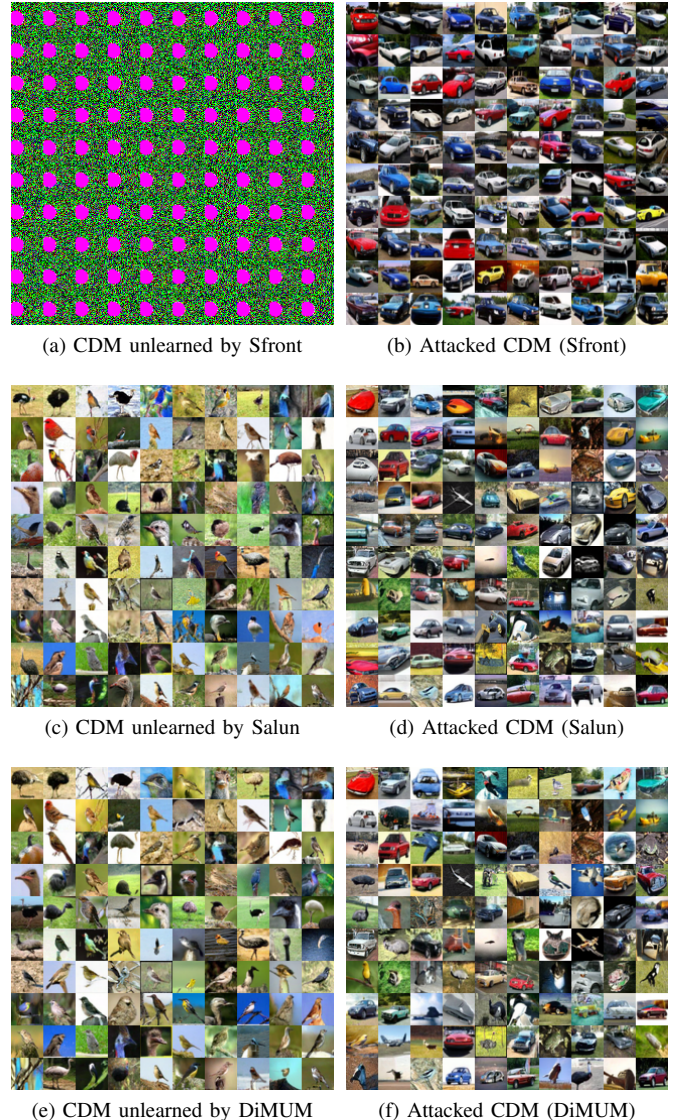 (a) CDM unlearned by Sfront
(b) Attacked CDM (Sfront)
(c) CDM unlearned by Salun
(d) Attacked CDM (Salun)
(e) CDM unlearned by DiMUM
(f) Attacked CDM (DiMUM)